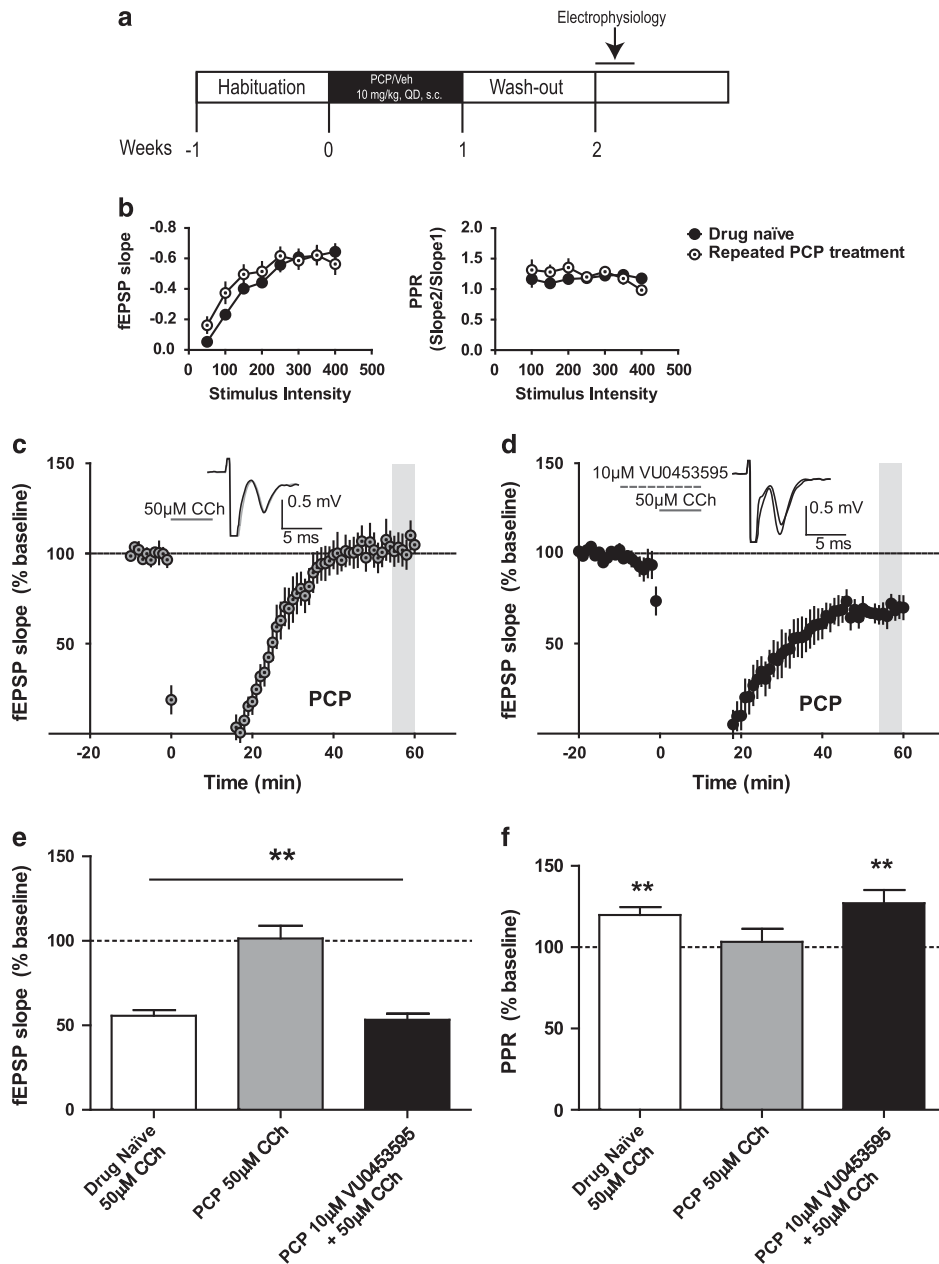 a
Electrophysiology
Habituation
PCP/Veh
10 mg/kg, QD, s.c.
Wash-out
Weeks -1 0 1 2
b
fEPSP slope
-0.8
-0.6
-0.4
-0.2
0.0
0 100 200 300 400 500
Stimulus Intensity
PPR
(Slope2/Slope1)
2.0
1.5
1.0
0.5
0.0
0 100 200 300 400 500
Stimulus Intensity
Drug naïve
Repeated PCP treatment
c
fEPSP slope (% baseline)
150
100
50
50µM CCh
0.5 mV
5 ms
PCP
-20 0 20 40 60
Time (min)
d
fEPSP slope (% baseline)
150
100
50
10µM VU0453595
50µM CCh
0.5 mV
5 ms
PCP
-20 0 20 40 60
Time (min)
e
fEPSP slope (% baseline)
150
100
50
0
**
Drug Naïve
50µM CCh
PCP 50µM CCh
PCP 10µM VU0453595
+ 50µM CCh
f
PPR (% baseline)
150
100
50
0
**
**
Drug Naïve
50µM CCh
PCP 50µM CCh
PCP 10µM VU0453595
+ 50µM CCh